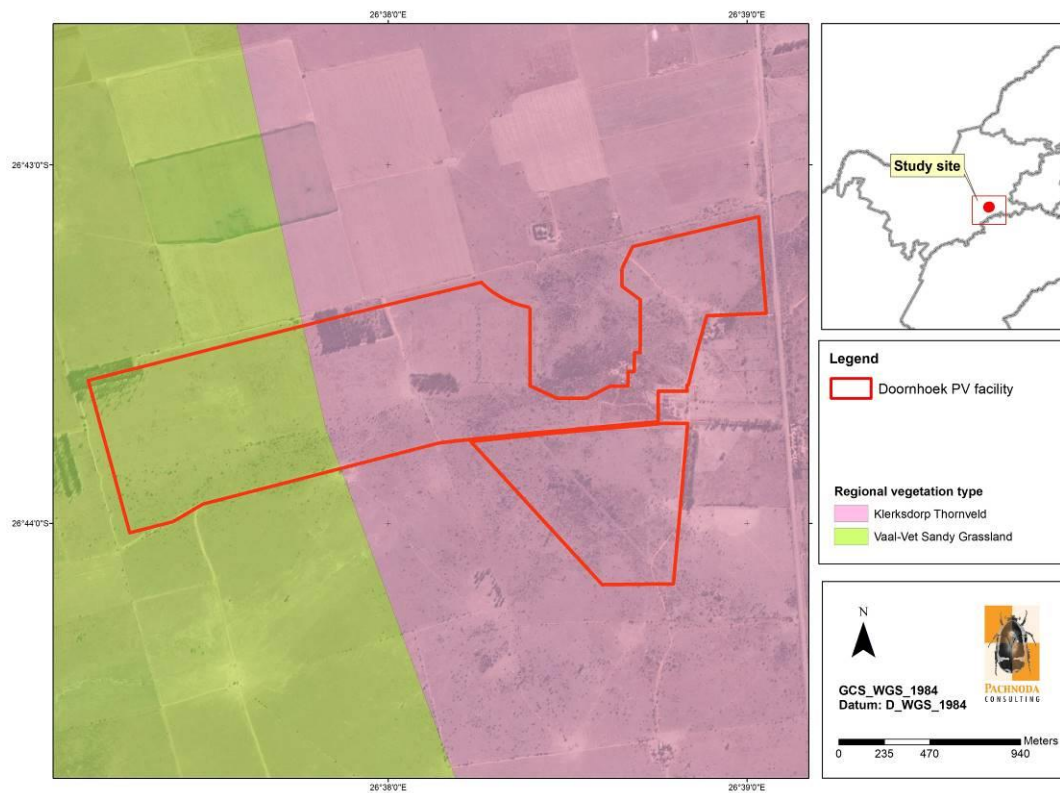 26°38'0"E
26°39'0"E
26°43'0"S
26°44'0"S
26°38'0"E
26°39'0"E
Study site
Legend
Doornhoek PV facility
Regional vegetation type
Klerksdorp Thornveld
Vaal-Vet Sandy Grassland
N
GCS_WGS_1984
Datum: D_WGS_1984
PACHNODA
CONSULTING
Meters
0 235 470 940